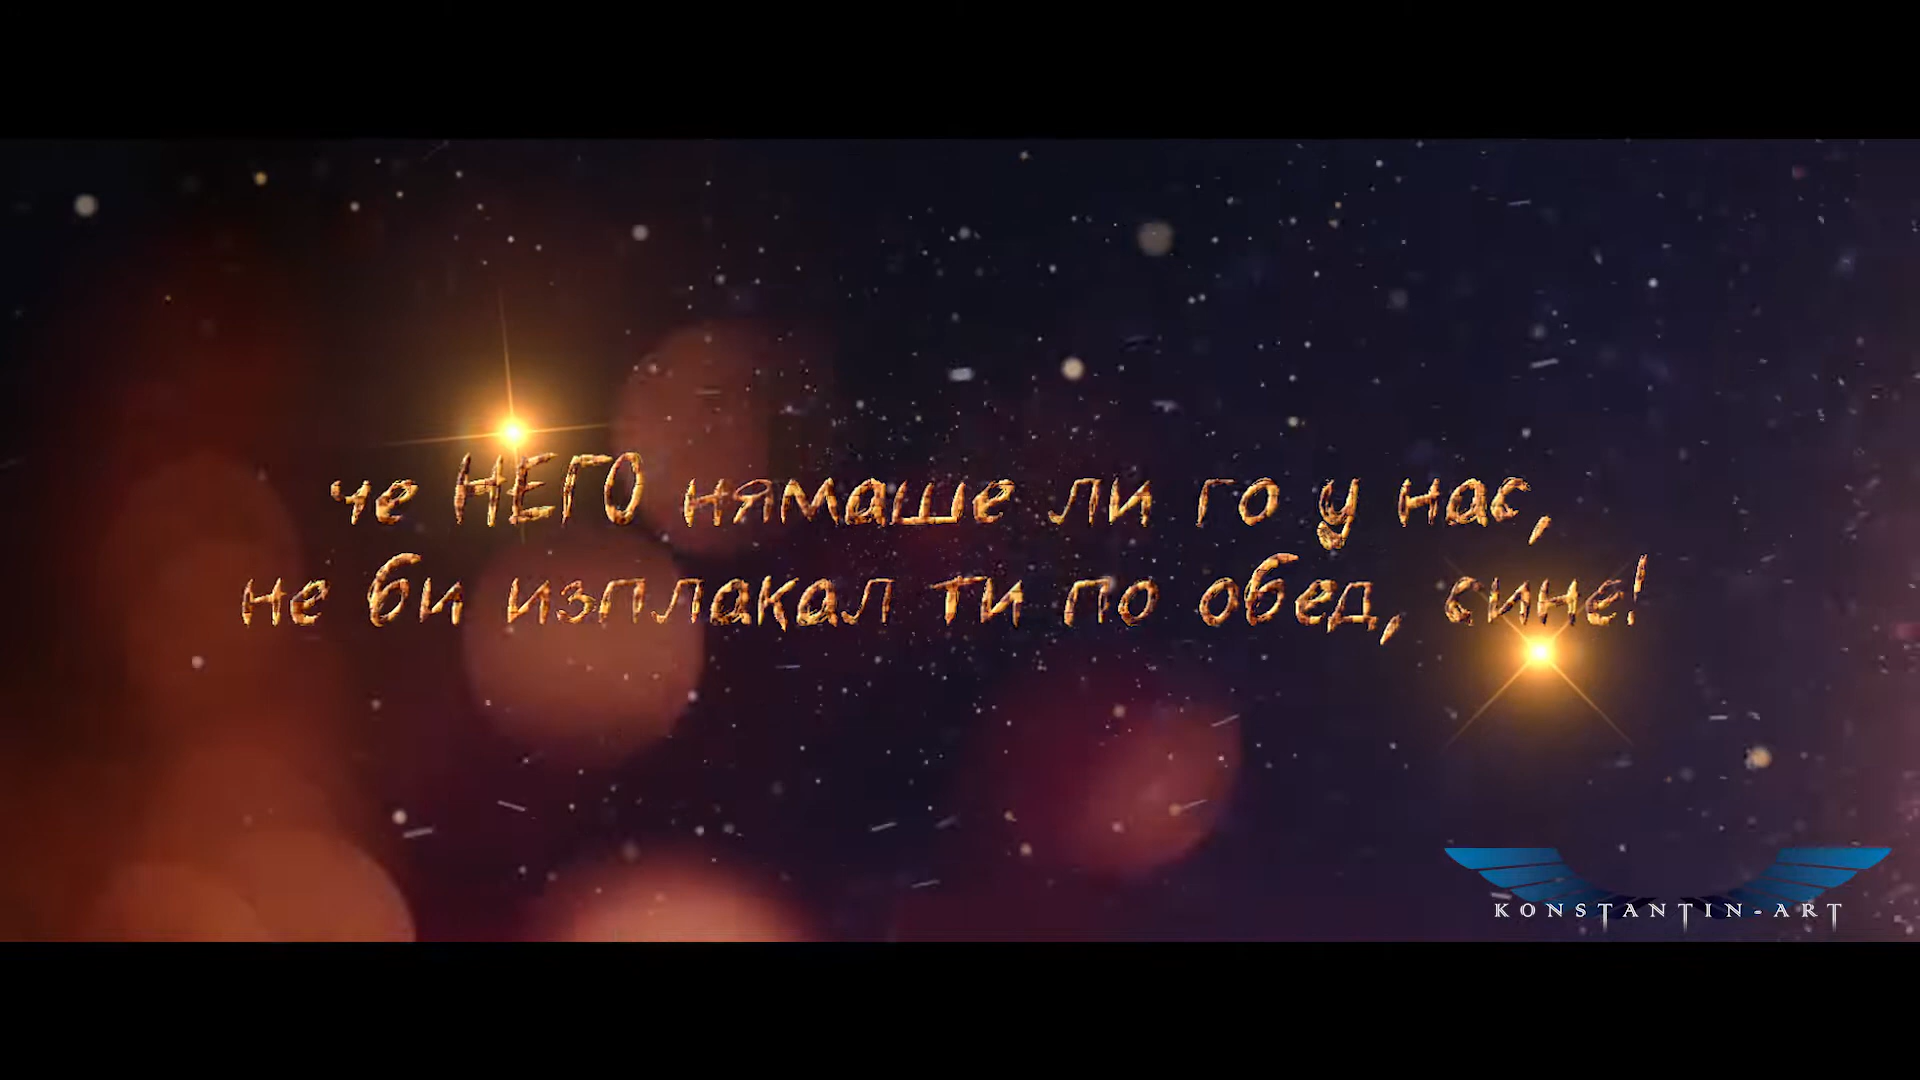 че НЕГО нямаше ли го у нас,
не би изплакал ти по обед, сине!
KONSTANTIN-ART